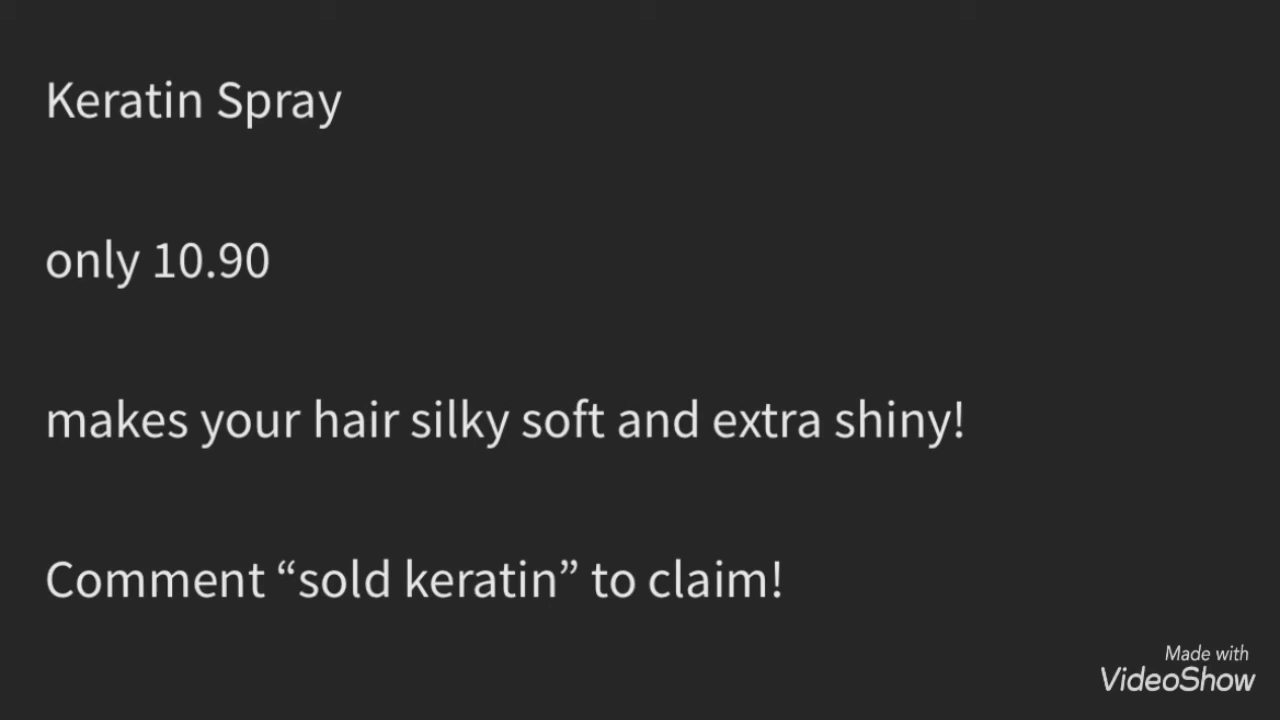 Keratin Spray
only 10.90
makes your hair silky soft and extra shiny!
Comment “sold keratin” to claim!
Made with
VideoShow